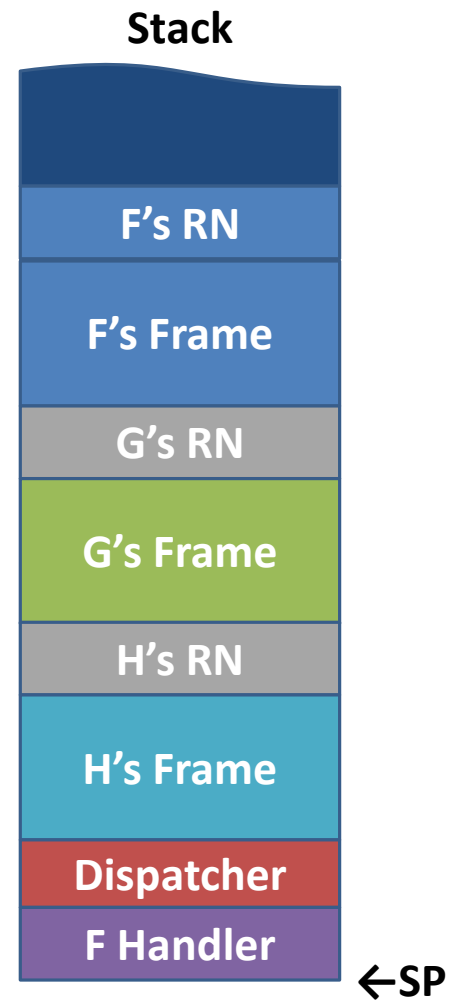 Stack
F’s RN
F’s Frame
G’s RN
G’s Frame
H’s RN
H’s Frame
Dispatcher
F Handler
←SP